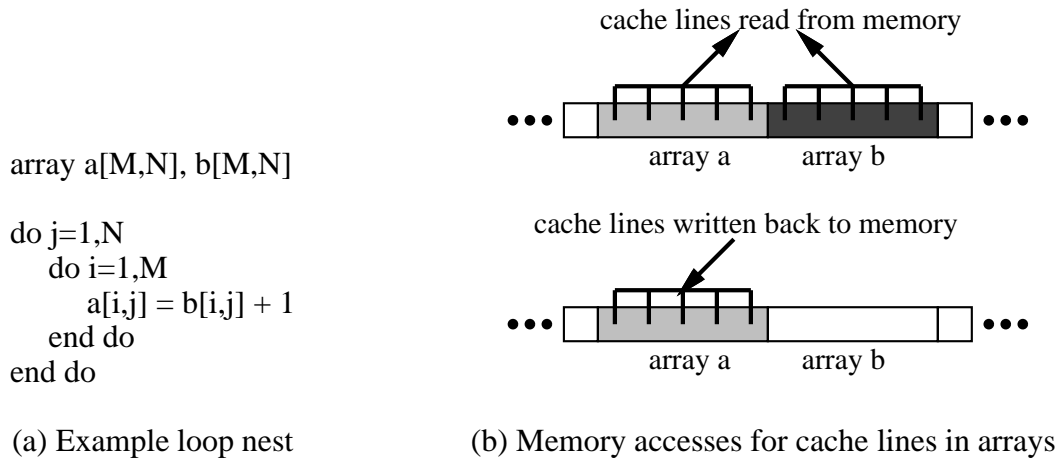 array a[M,N], b[M,N]
do j=1,N
do i=1,M
a[i,j] = b[i,j] + 1
end do
end do
(a) Example loop nest
cache lines read from memory
array a array b
cache lines written back to memory
array a array b
(b) Memory accesses for cache lines in arrays